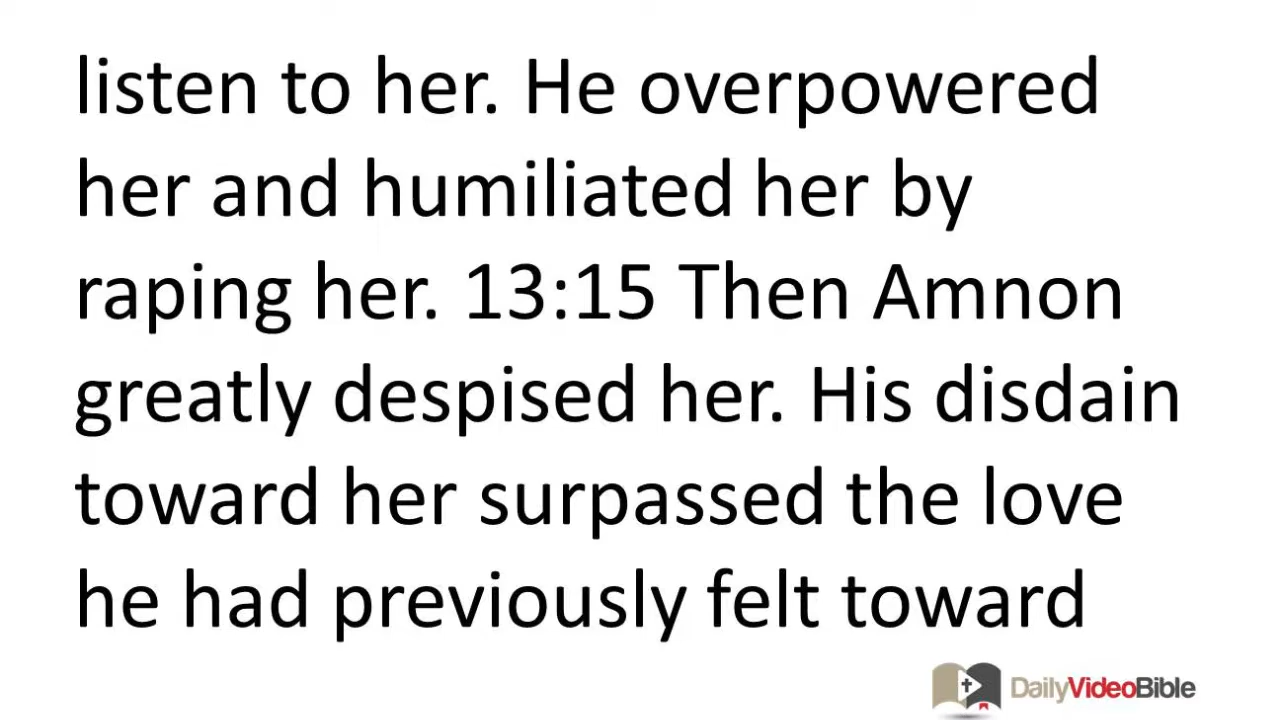 listen to her. He overpowered
her and humiliated her by
raping her. 13:15 Then Amnon
greatly despised her. His disdain
toward her surpassed the love
he had previously felt toward
DailyVideoBible